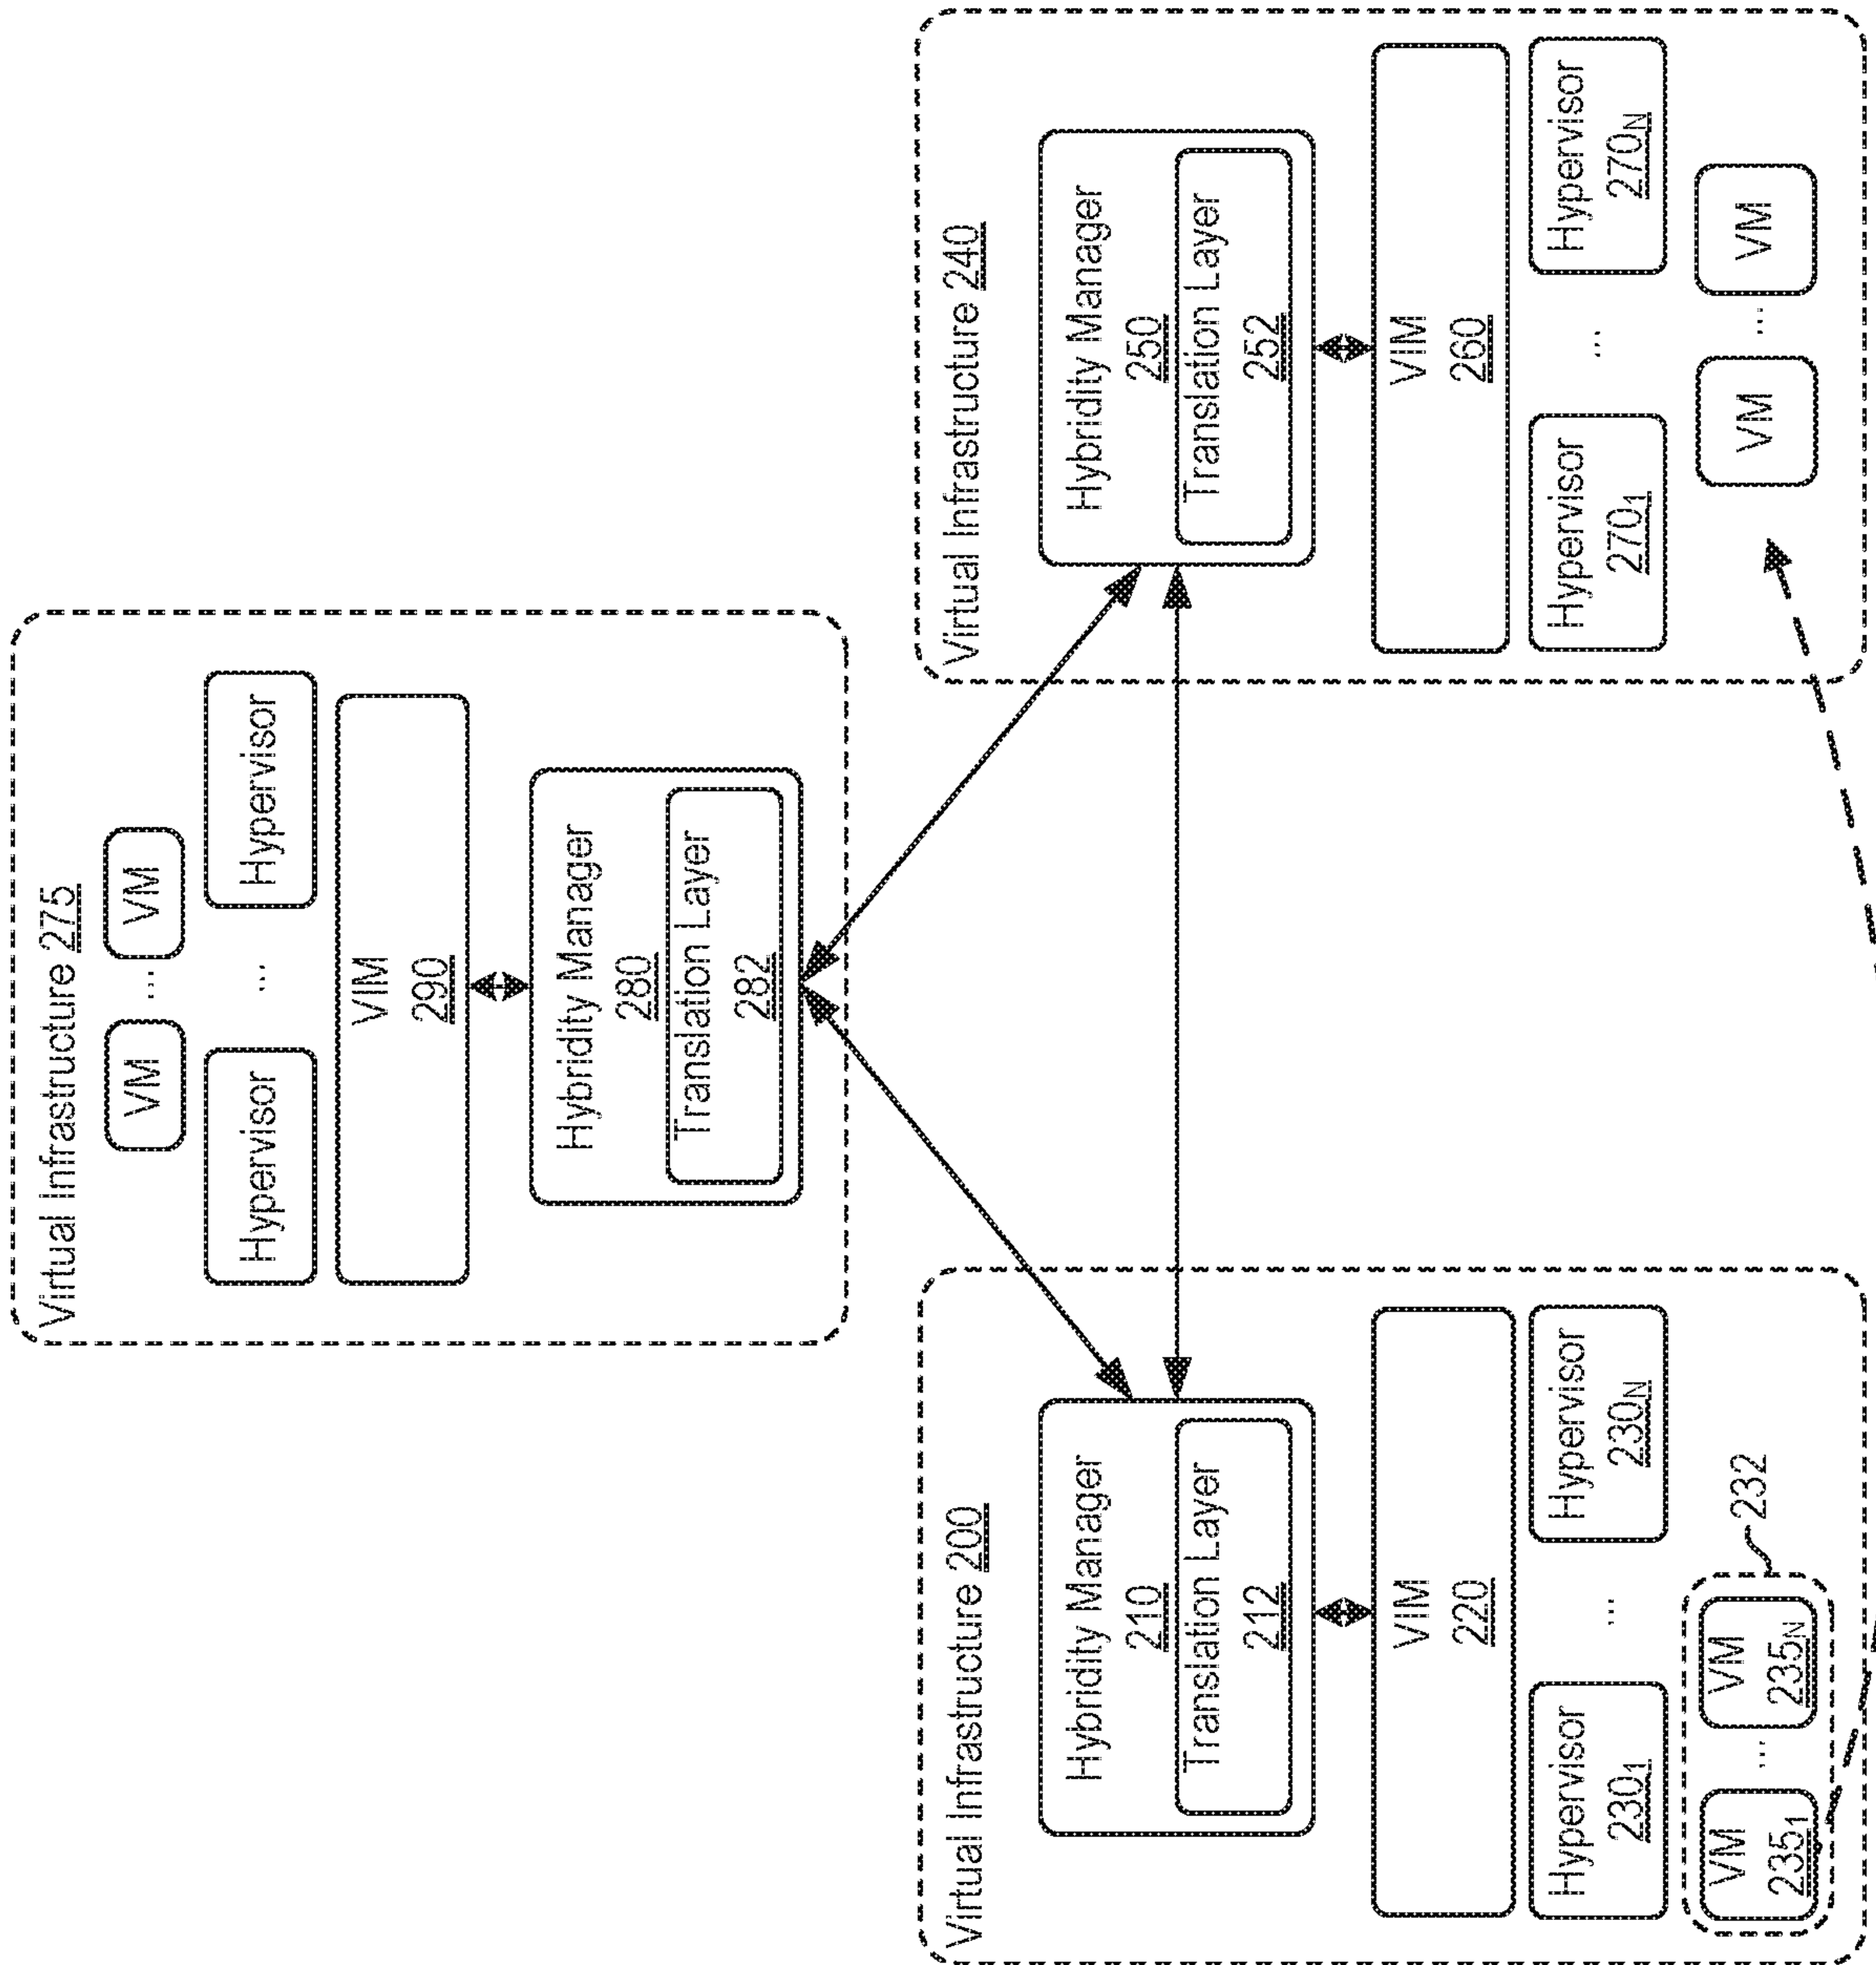 Virtual Infrastructure 275
VM
...
VM
Hypervisor
...
Hypervisor
VIM
290
Hybridity Manager
280
Translation Layer
282
Virtual Infrastructure 200
Hybridity Manager
210
Translation Layer
212
VIM
220
Hypervisor
230₁
...
Hypervisor
230N
VM
235₁
...
VM
235N
232
Virtual Infrastructure 240
Hybridity Manager
250
Translation Layer
252
VIM
260
Hypervisor
270₁
...
Hypervisor
270N
VM
...
VM